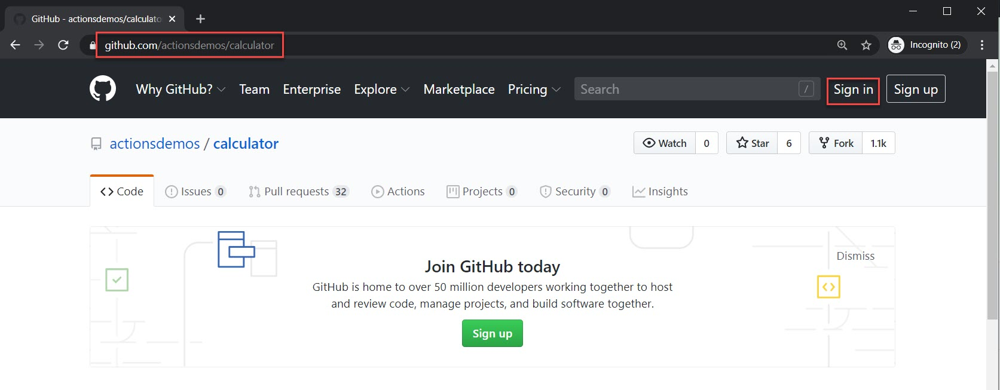 GitHub - actionsdemos/calculato
github.com/actionsdemos/calculator
Incognito (2)
Why GitHub? Team Enterprise Explore Marketplace Pricing Search / Sign in Sign up
actionsdemos / calculator Watch 0 Star 6 Fork 1.1k
Code Issues 0 Pull requests 32 Actions Projects 0 Security 0 Insights
Dismiss
Join GitHub today
GitHub is home to over 50 million developers working together to host
and review code, manage projects, and build software together.
Sign up